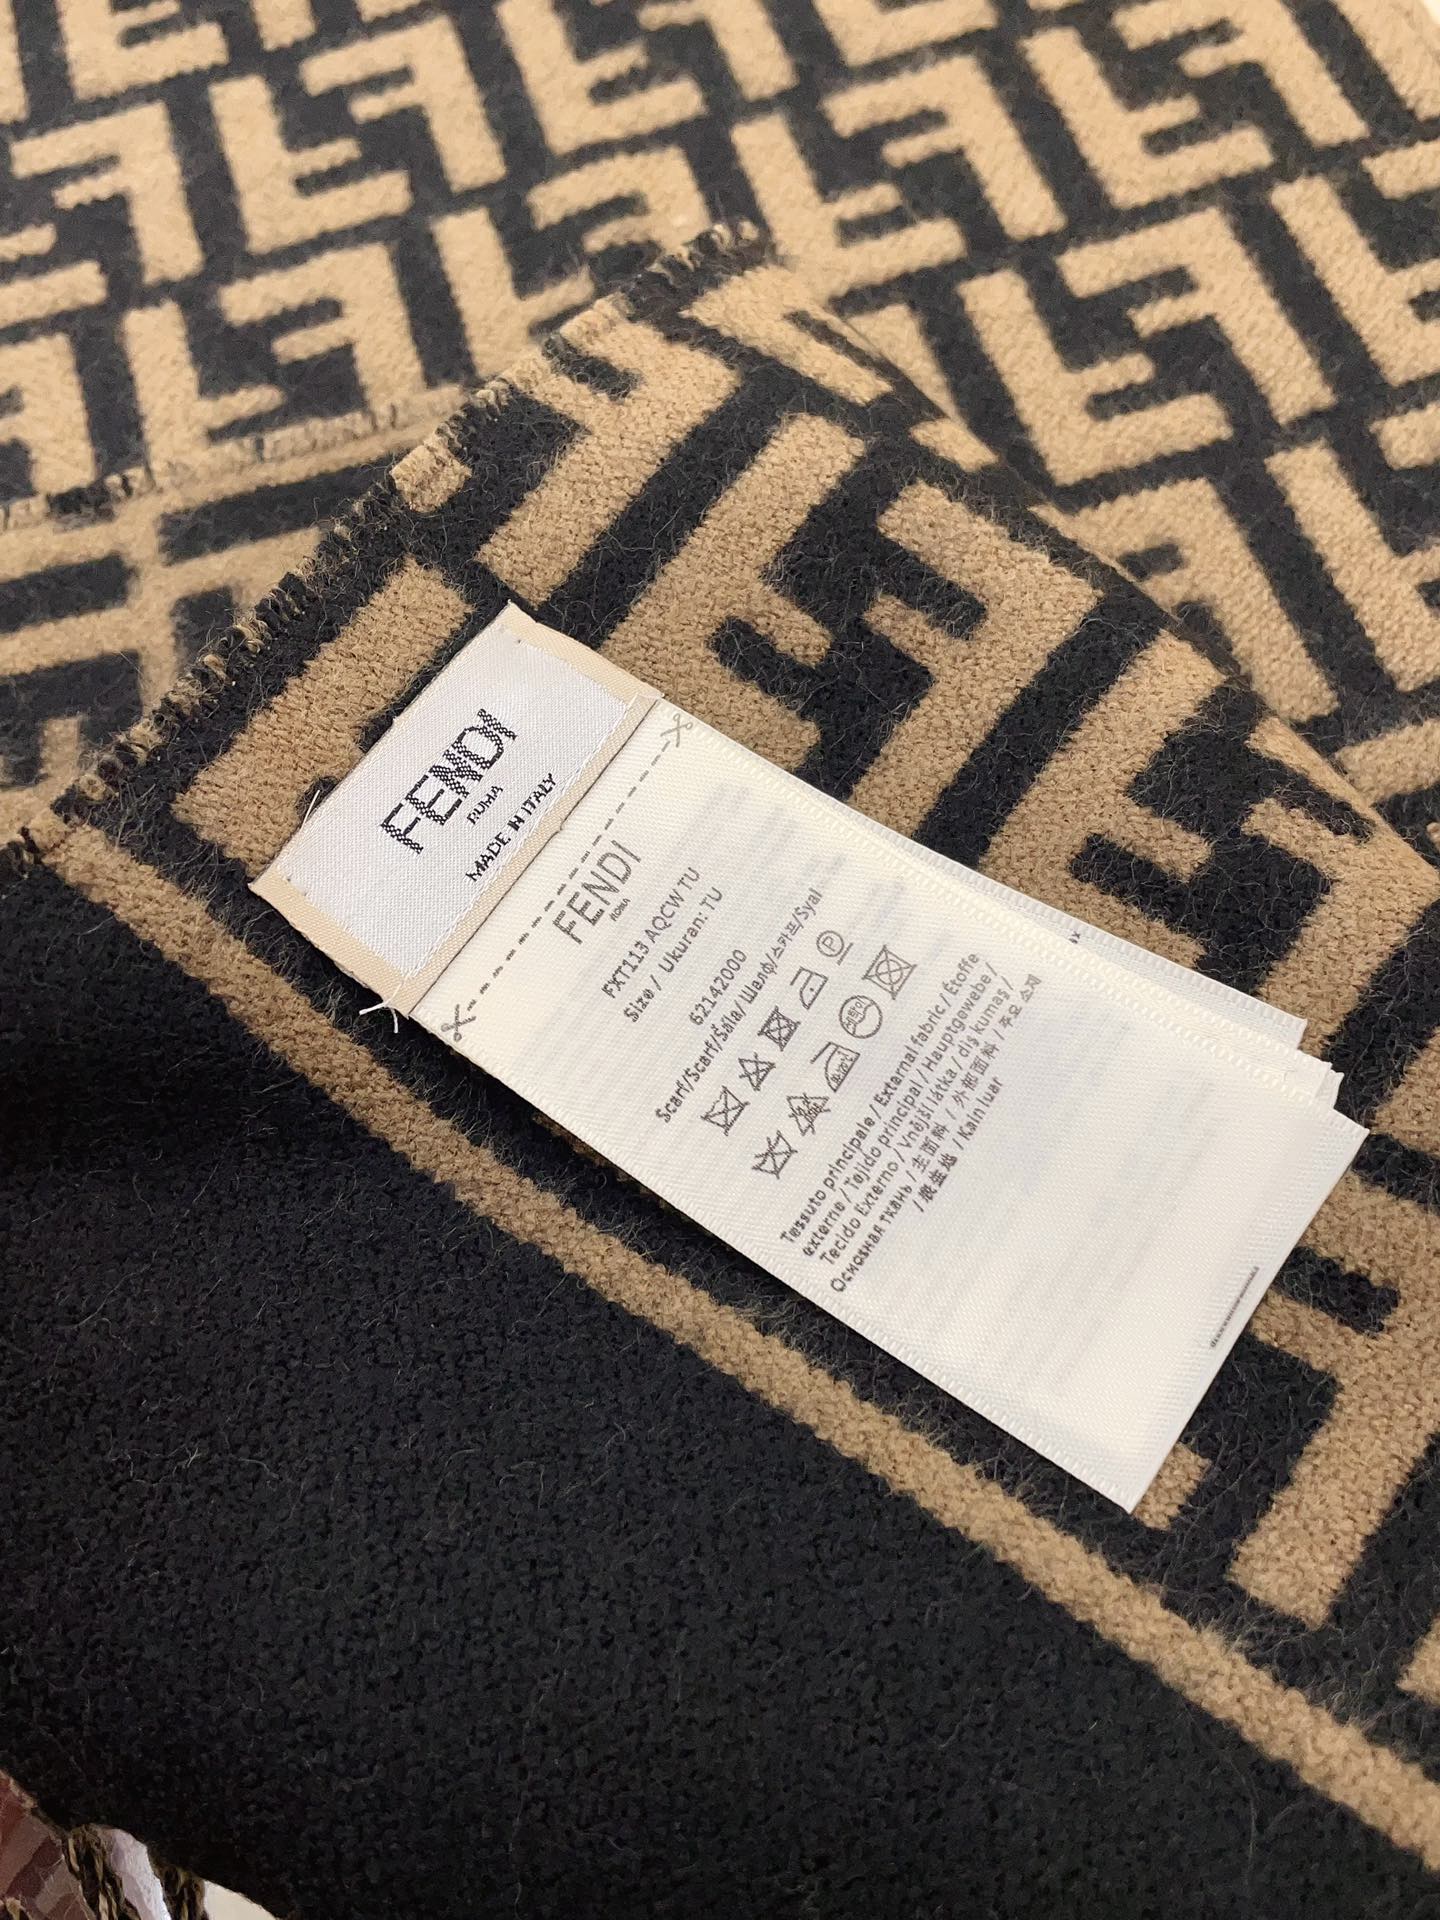 FENDI
ROMA
MADE IN ITALY
FENDI
ROMA
FXT113 AQCW TU
Size / Ukuran: TU
62142000
Scarf/Scarf/Šála/Шалф/스카프/Şyal
P
Tessuto principale / External fabric / Étoffe
externe / Tejido principal / Hauptgewebe /
Tecido Externo / Vnější látka / dış kumaş /
Основная ткань / 主面料 / 外部面料 / 주요 소재
/ 表生地 / Kain luar